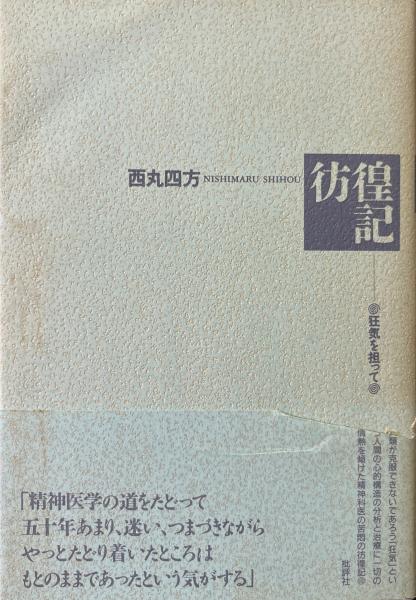 西丸四方 NISHIMARU SHIHOU
彷徨記
◎狂気を担って◎
類が克服できないであろう「狂気」とい
人間の心的構造の分析と治療に一切の
情熱を傾けた精神科医の苦悶の彷徨記◎
批評社
「精神医学の道をたどって
五十年あまり、迷い、つまづきながら
やっとたどり着いたところは
もとのままであったという気がする」